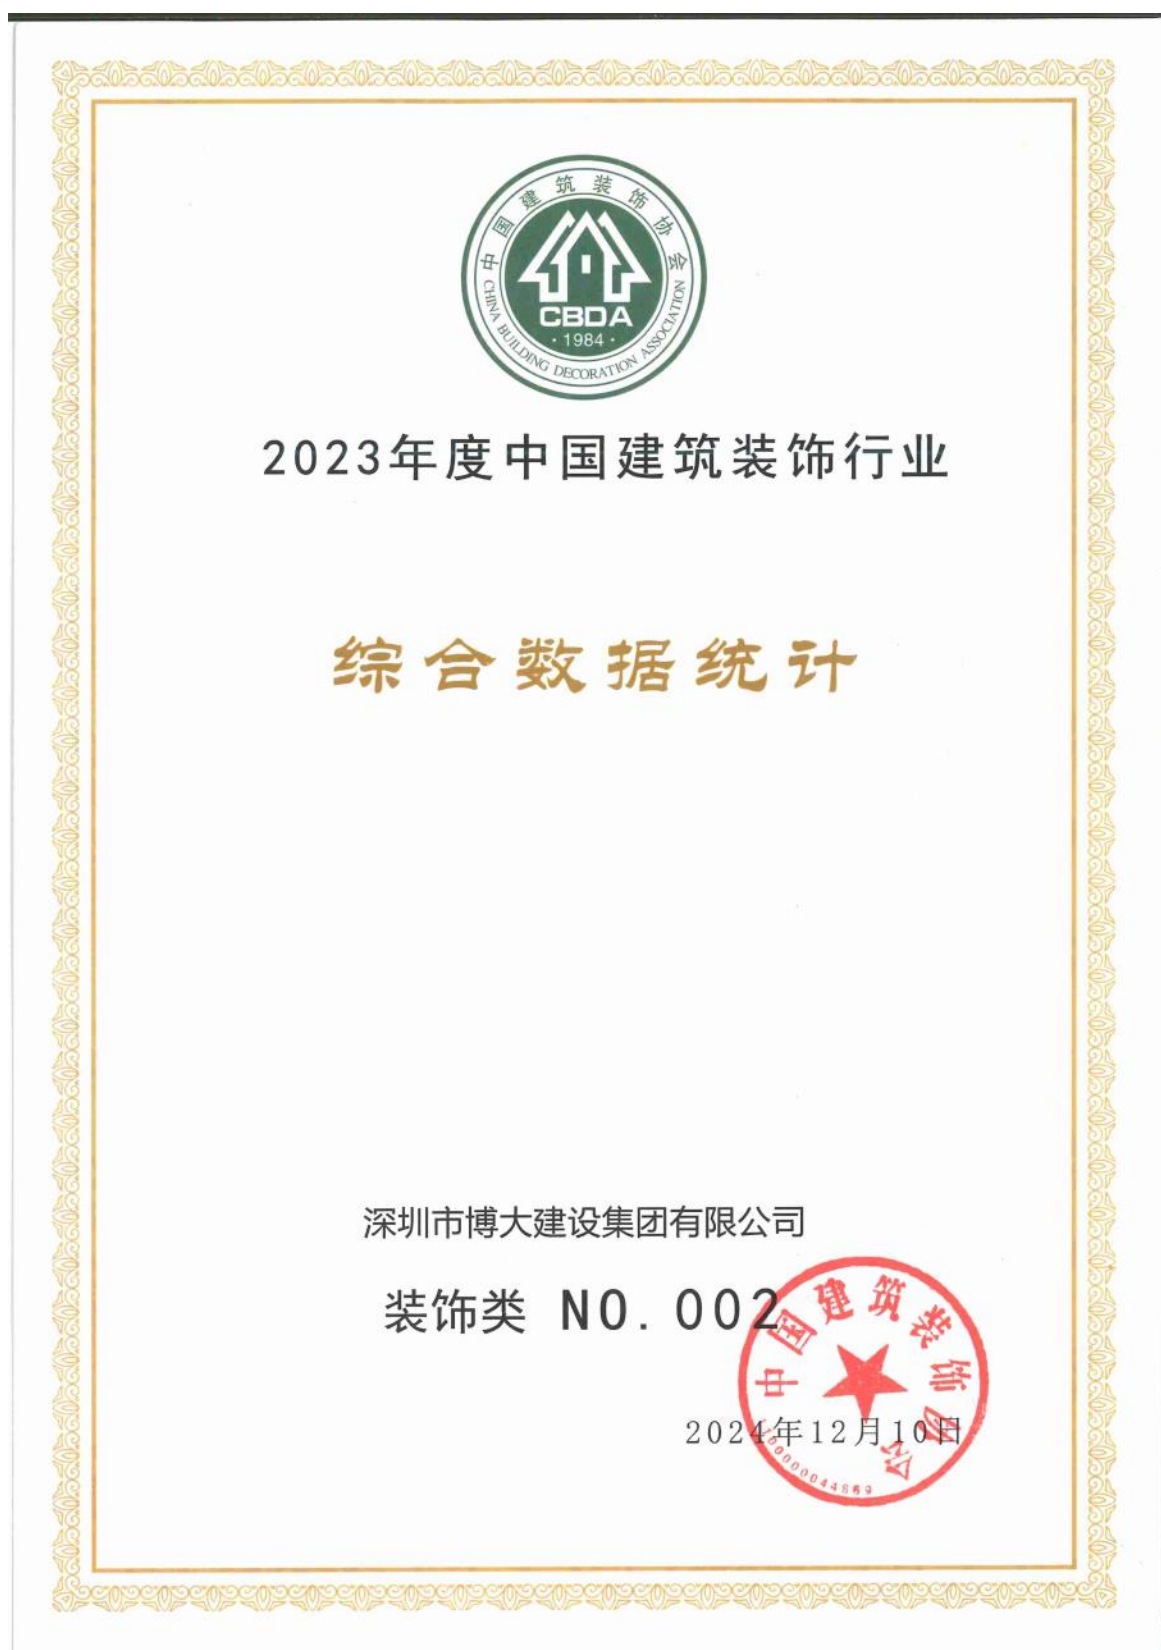 中国建筑装饰协会
CBDA
·1984·
CHINA BUILDING DECORATION ASSOCIATION
2023年度中国建筑装饰行业
综合数据统计
深圳市博大建设集团有限公司
装饰类 NO.002
中国建筑装饰协会
2024年12月10日